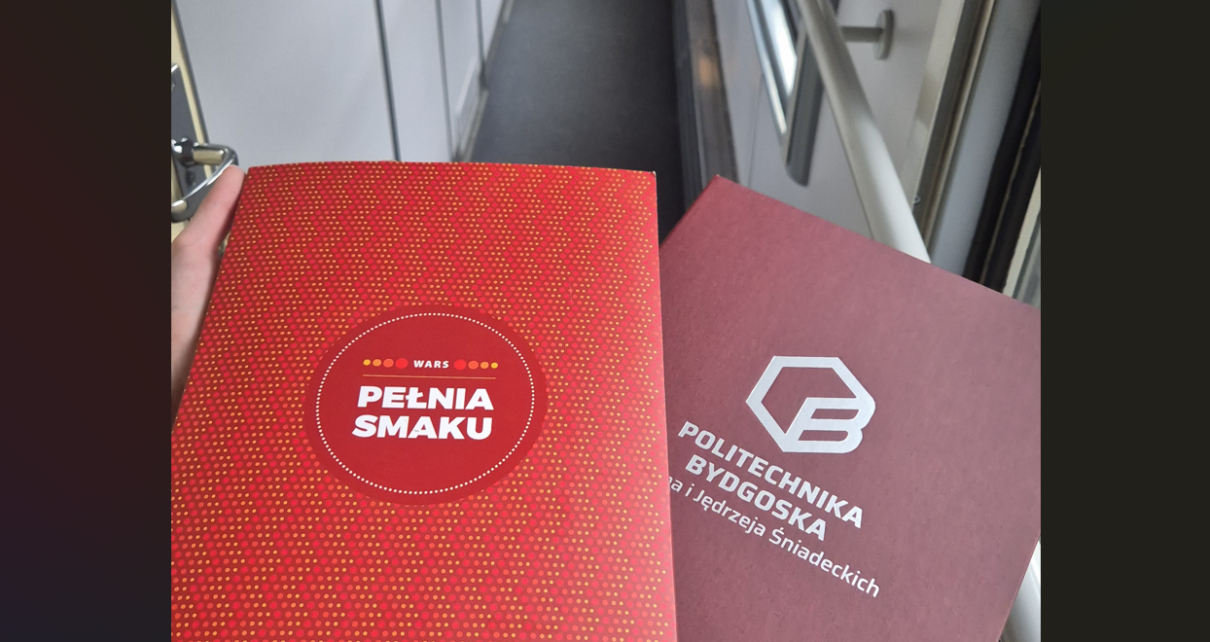 WARS
PEŁNIA
SMAKU
POLITECHNIKA
BYDGOSKA
i Jędrzeja Śniadeckich